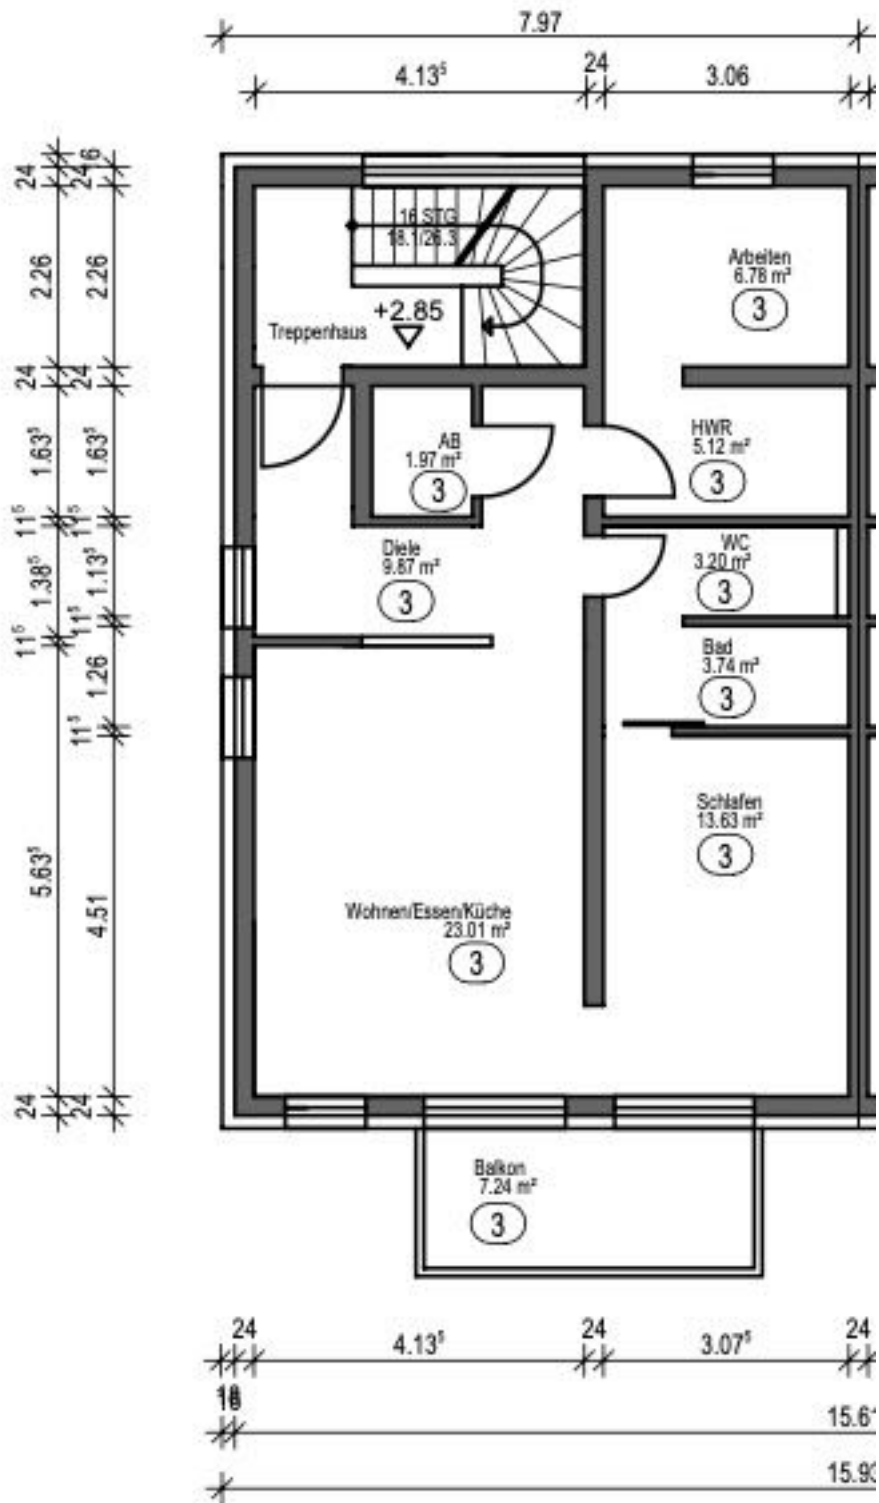 7.97
4.13⁵
24
3.06
24
24
16
2.26
2.26
24
24
1.63⁵
1.63⁵
11⁵
11⁵
1.38⁵
1.13⁵
11⁵
11⁵
1.26
11⁵
5.63⁵
4.51
24
24
16 STG
18.1/26.3
+2.85
Treppenhaus
Arbeiten
6.78 m²
3
AB
1.97 m²
3
HWR
5.12 m²
3
Diele
9.87 m²
3
WC
3.20 m²
3
Bad
3.74 m²
3
Schlafen
13.63 m²
3
Wohnen/Essen/Küche
23.01 m²
3
Balkon
7.24 m²
3
24
4.13⁵
24
3.07⁵
24
15.6
15.93